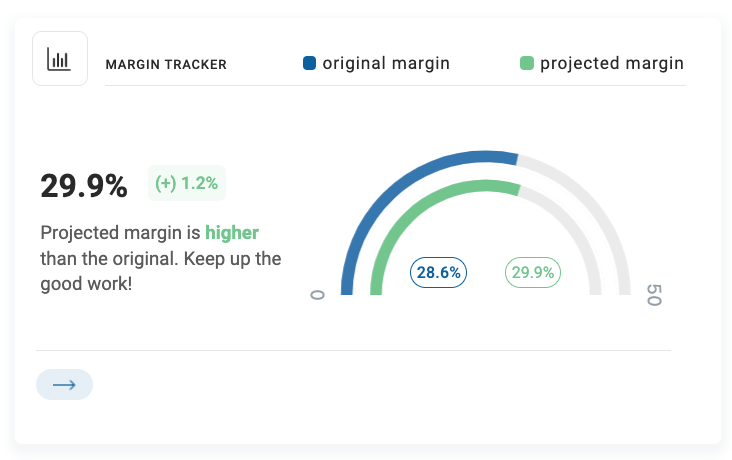 MARGIN TRACKER
original margin
projected margin
29.9%
(+) 1.2%
Projected margin is higher
than the original. Keep up the
good work!
28.6%
29.9%
0
50